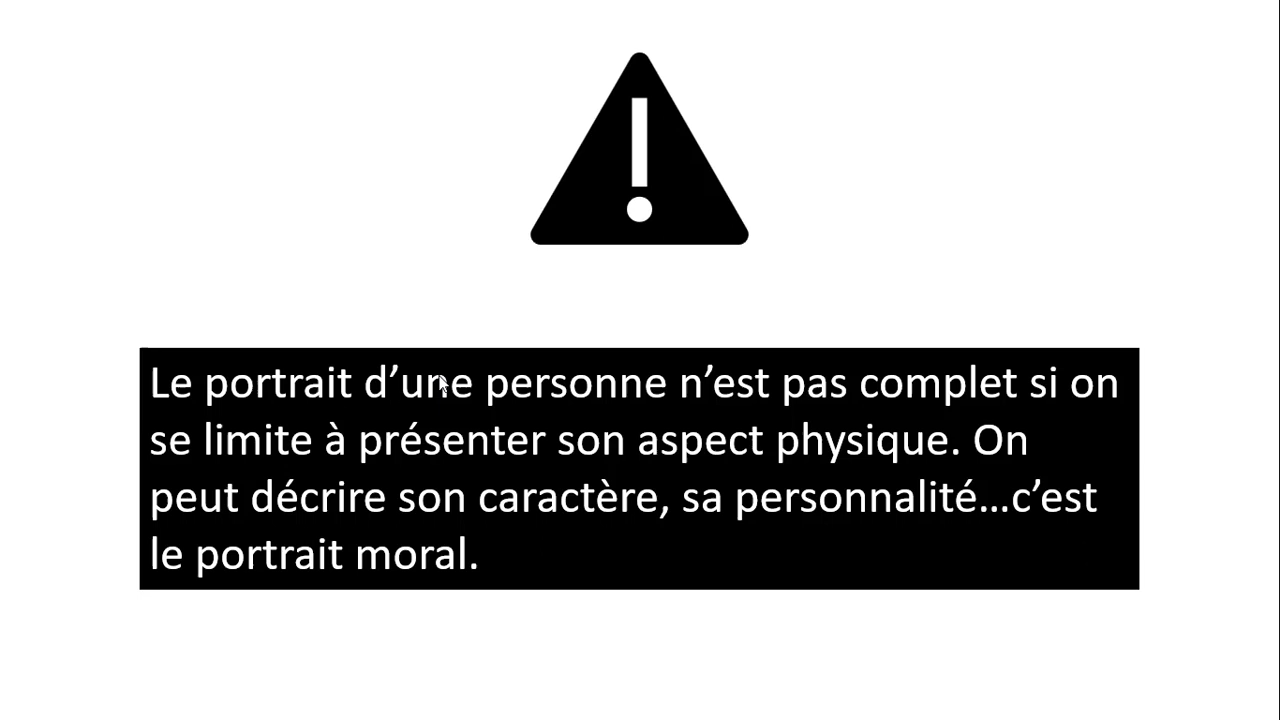 Le portrait d’une personne n’est pas complet si on
se limite à présenter son aspect physique. On
peut décrire son caractère, sa personnalité…c’est
le portrait moral.